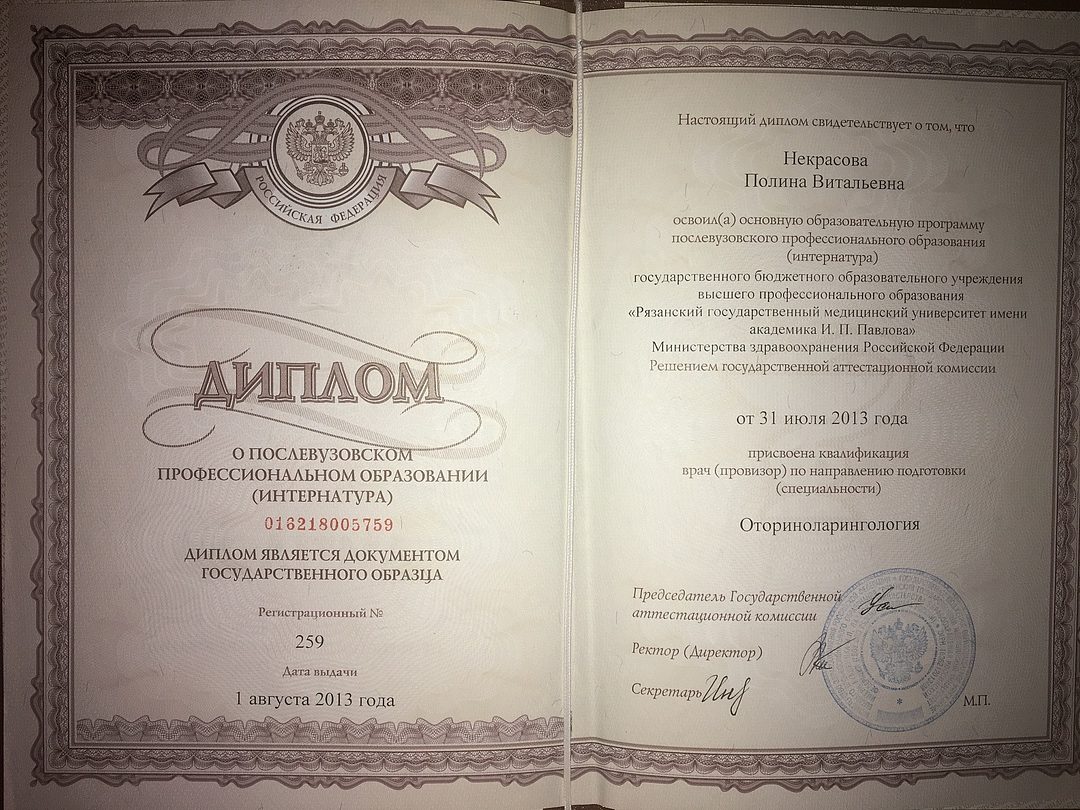 РОССИЙСКАЯ ФЕДЕРАЦИЯ
ДИПЛОМ
О ПОСЛЕВУЗОВСКОМ
ПРОФЕССИОНАЛЬНОМ ОБРАЗОВАНИИ
(ИНТЕРНАТУРА)
016218005759
ДИПЛОМ ЯВЛЯЕТСЯ ДОКУМЕНТОМ
ГОСУДАРСТВЕННОГО ОБРАЗЦА
Регистрационный №
259
Дата выдачи
1 августа 2013 года
Настоящий диплом свидетельствует о том, что
Некрасова
Полина Витальевна
освоил(а) основную образовательную программу
послевузовского профессионального образования
(интернатура)
государственного бюджетного образовательного учреждения
высшего профессионального образования
«Рязанский государственный медицинский университет имени
академика И. П. Павлова»
Министерства здравоохранения Российской Федерации
Решением государственной аттестационной комиссии
от 31 июля 2013 года
присвоена квалификация
врач (провизор) по направлению подготовки
(специальности)
Оториноларингология
Председатель Государственной
аттестационной комиссии
Ректор (Директор)
Секретарь
М.П.